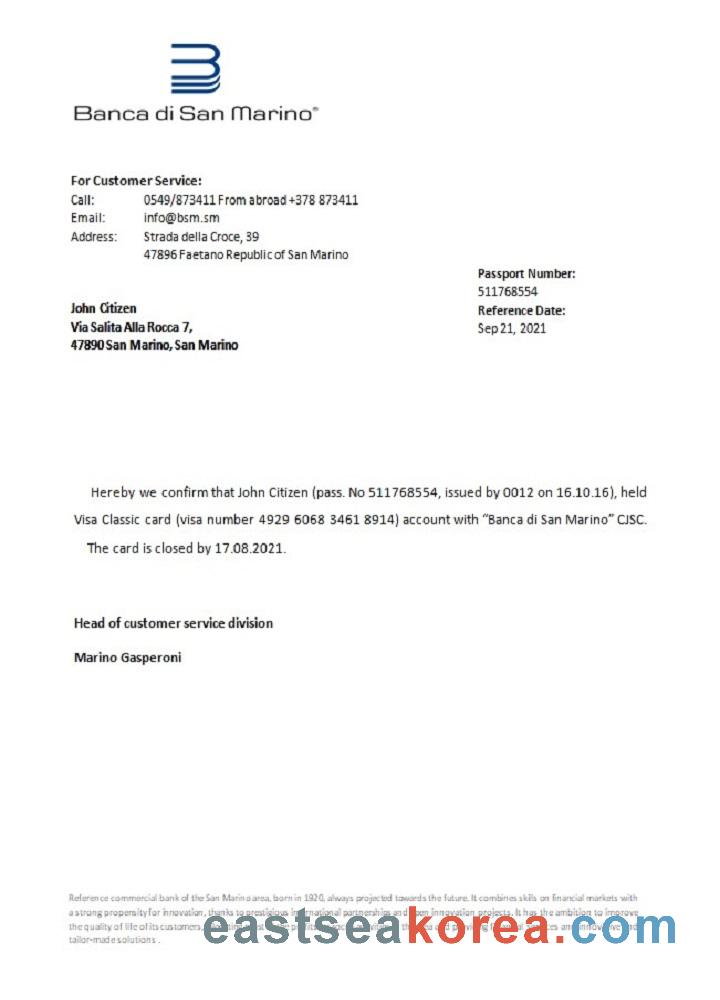 Banca di San Marino®
For Customer Service:
Call: 0549/873411 From abroad +378 873411
Email: info@bsm.sm
Address: Strada della Croce, 39
47896 Faetano Republic of San Marino
Passport Number:
511768554
Reference Date:
Sep 21, 2021
John Citizen
Via Salita Alla Rocca 7,
47890 San Marino, San Marino
Hereby we confirm that John Citizen (pass. No 511768554, issued by 0012 on 16.10.16), held
Visa Classic card (visa number 4929 6068 3461 8914) account with “Banca di San Marino” CJSC.
The card is closed by 17.08.2021.
Head of customer service division
Marino Gasperoni
Reference commercial bank of the San Marino area, born in 1920, always projected towards the future. It combines skills on financial markets with
a strong propensity for innovation, thanks to prestigious international partnerships and open innovation projects. It has the ambition to improve
the quality of life of its customers, the and
tailor-made solutions .
eastseakorea.com